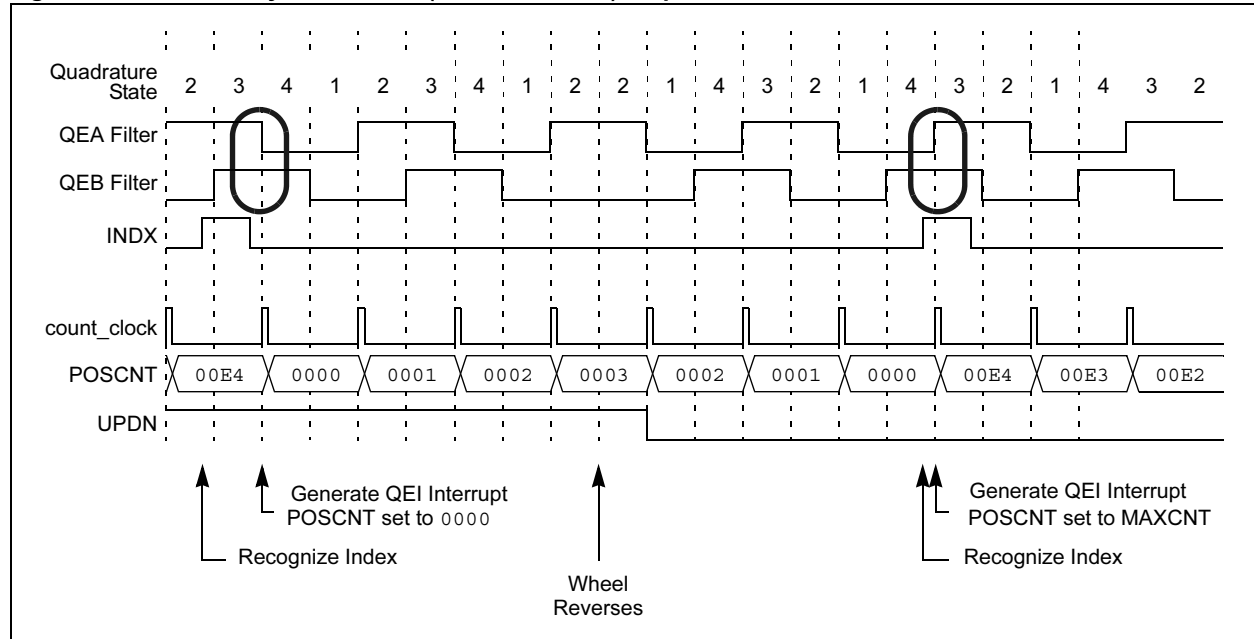 Quadrature
State 2 3 4 1 2 3 4 1 2 2 1 4 3 2 1 4 3 2 1 4 3 2
QEA Filter
QEB Filter
INDX
count_clock
POSCNT 00E4 0000 0001 0002 0003 0002 0001 0000 00E4 00E3 00E2
UPDN
Generate QEI Interrupt
POSCNT set to 0000
Recognize Index
Wheel
Reverses
Generate QEI Interrupt
POSCNT set to MAXCNT
Recognize Index